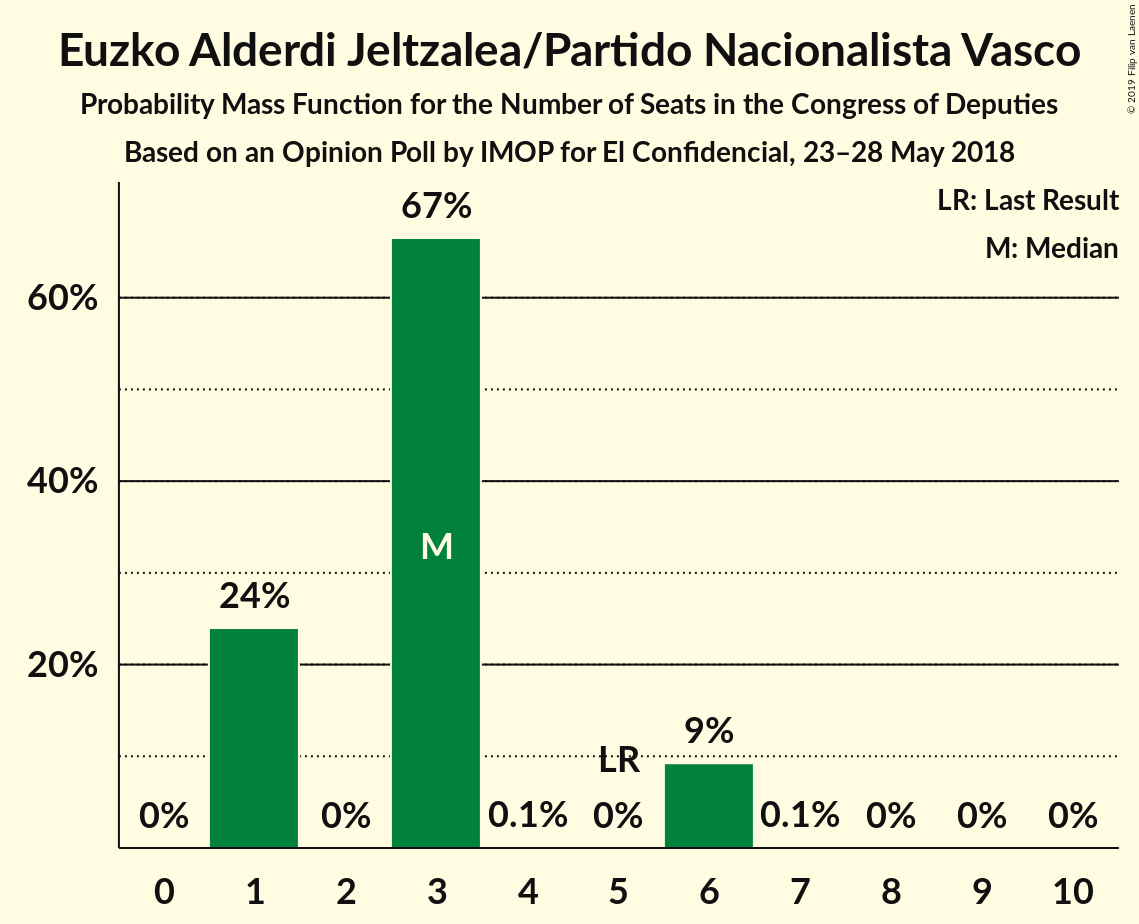 Euzko Alderdi Jeltzalea/Partido Nacionalista Vasco
Probability Mass Function for the Number of Seats in the Congress of Deputies
Based on an Opinion Poll by IMOP for El Confidencial, 23–28 May 2018
© 2019 Filip van Laenen
LR: Last Result
M: Median
67%
60%
40%
M
24%
20%
9%
LR
0%
0%
0.1%
0%
0.1%
0%
0%
0%
0 1 2 3 4 5 6 7 8 9 10